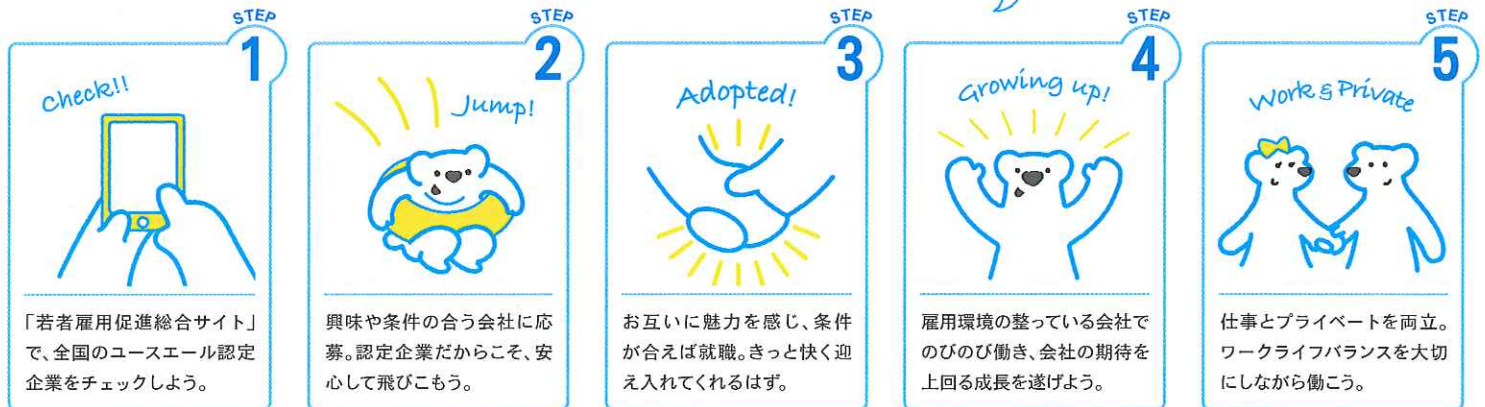 STEP
1
Check!!
「若者雇用促進総合サイト」
で、全国のユースエール認定
企業をチェックしよう。
STEP
2
Jump!
興味や条件の合う会社に応
募。認定企業だからこそ、安
心して飛びこもう。
STEP
3
Adopted!
お互いに魅力を感じ、条件
が合えば就職。きっと快く迎
え入れてくれるはず。
STEP
4
Growing up!
雇用環境の整っている会社で
のびのび働き、会社の期待を
上回る成長を遂げよう。
STEP
5
Work & Private
仕事とプライベートを両立。
ワークライフバランスを大切
にしながら働こう。